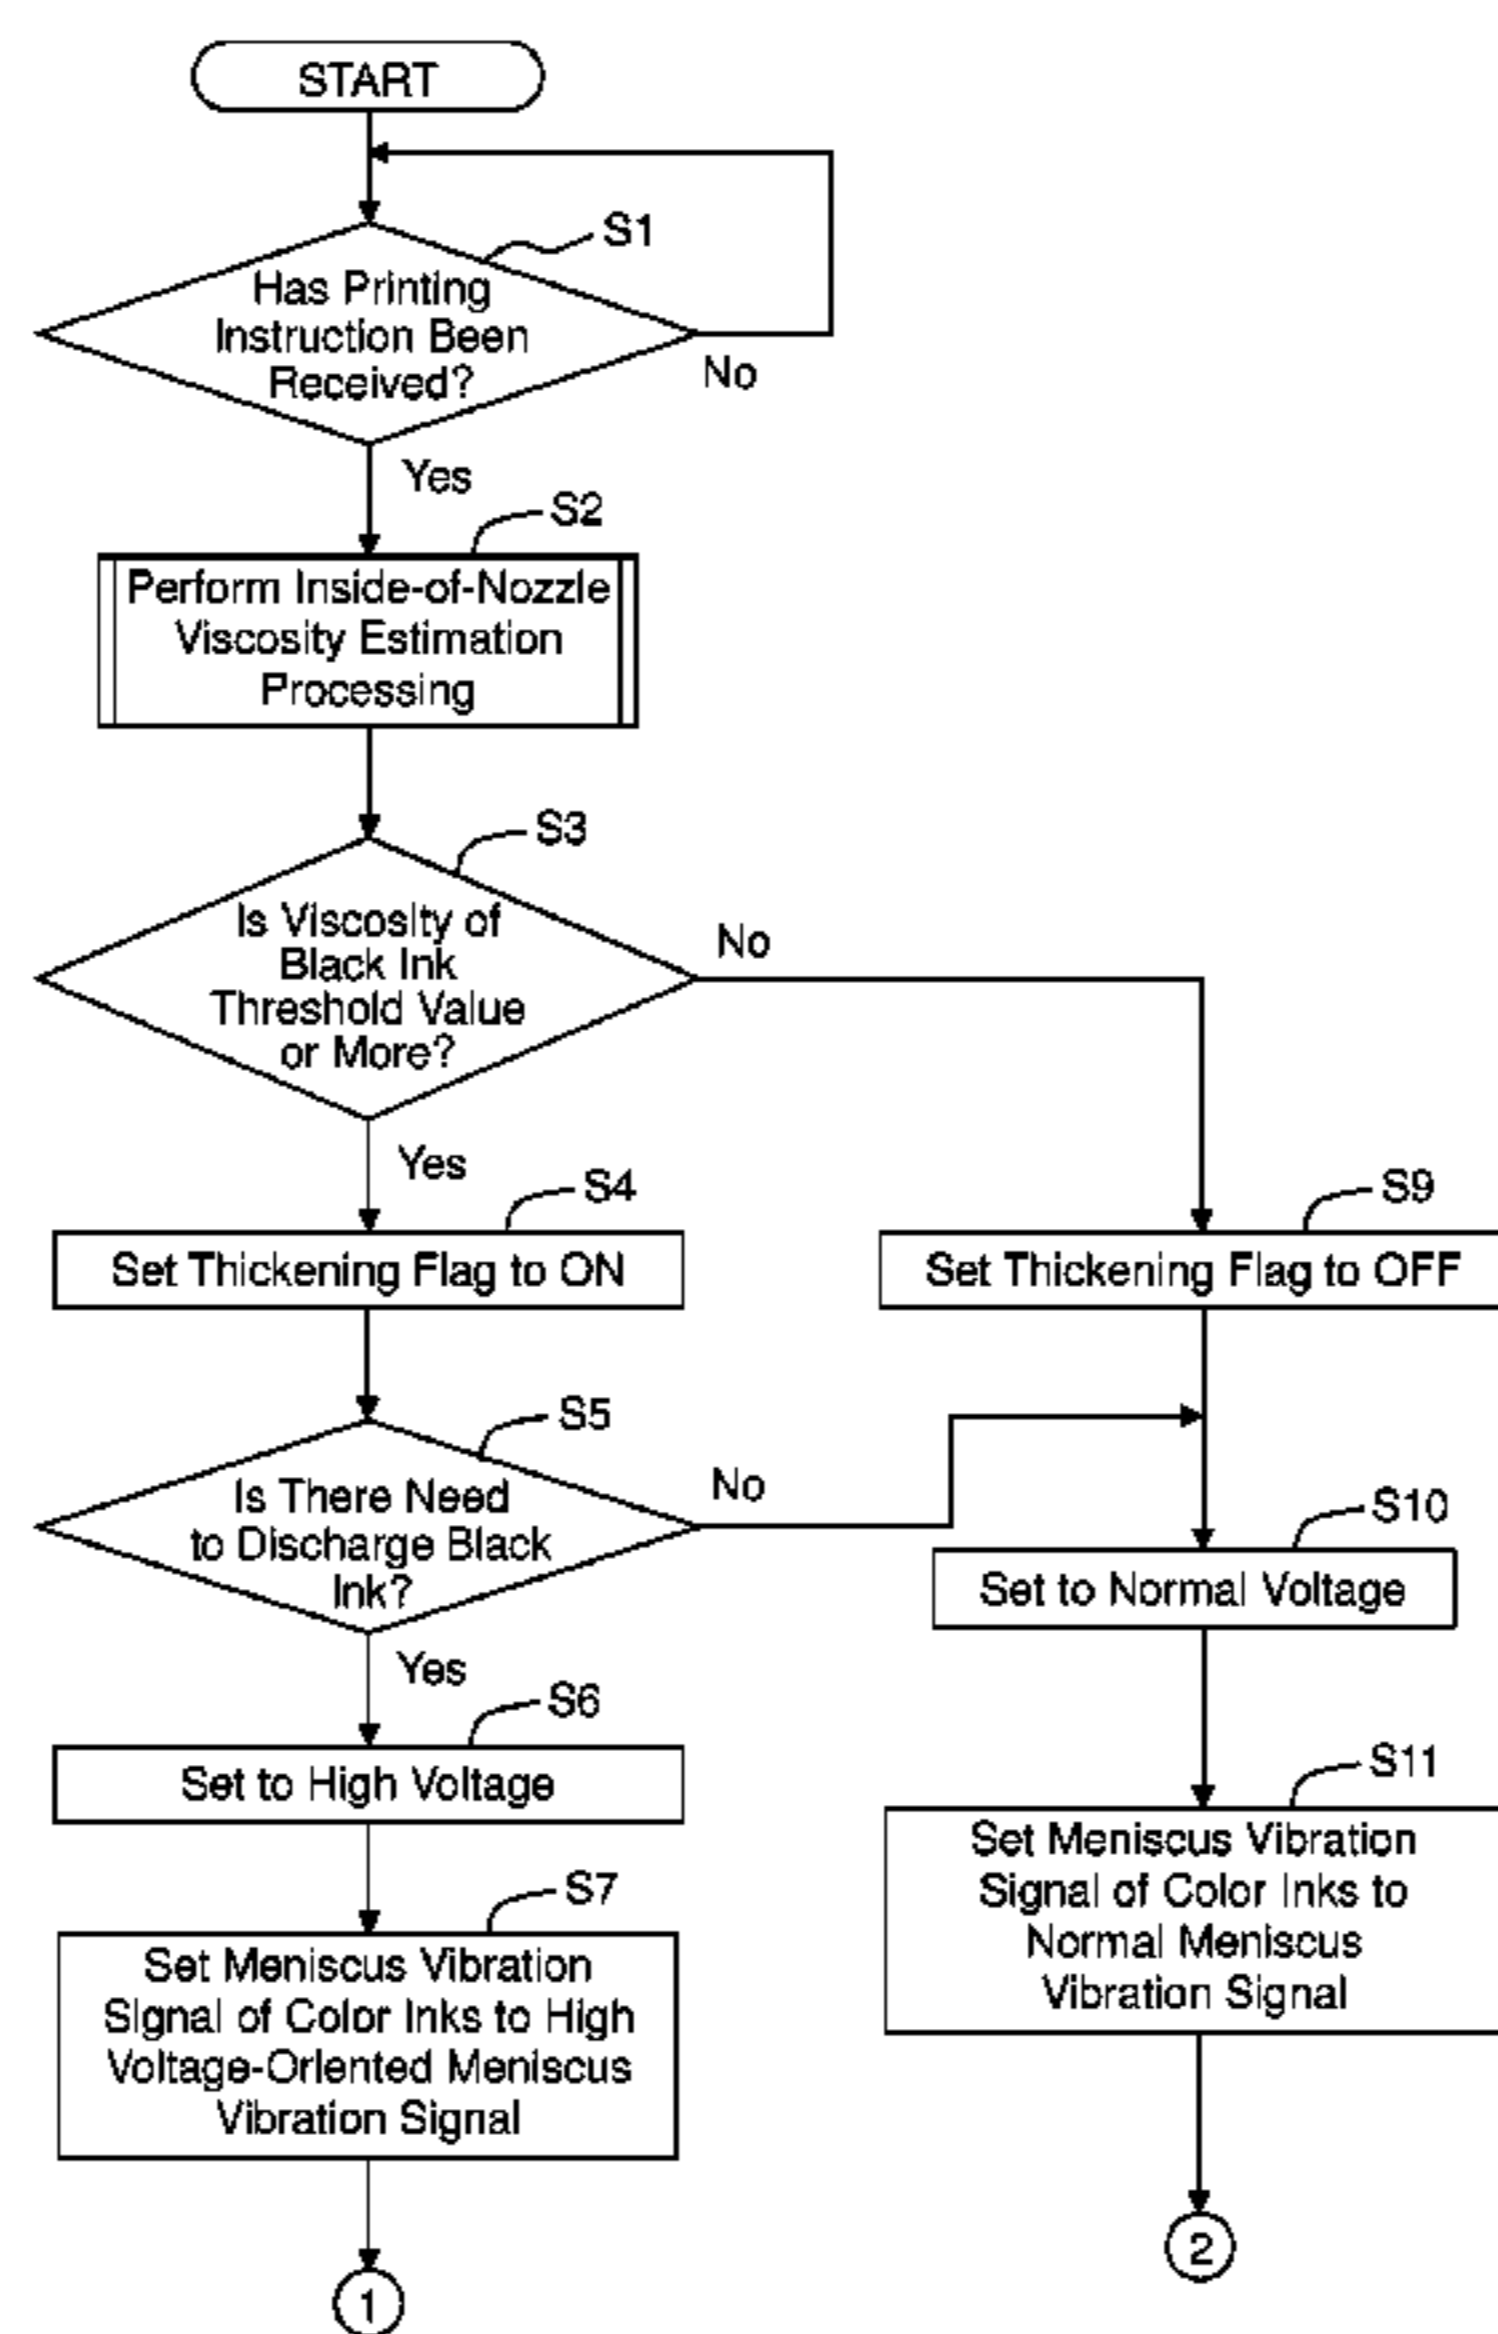 START
S1
Has Printing
Instruction Been
Received?
No
Yes
S2
Perform Inside-of-Nozzle
Viscosity Estimation
Processing
S3
Is Viscosity of
Black Ink
Threshold Value
or More?
No
Yes
S4
Set Thickening Flag to ON
S9
Set Thickening Flag to OFF
S5
Is There Need
to Discharge Black
Ink?
No
Yes
S10
Set to Normal Voltage
S6
Set to High Voltage
S11
Set Meniscus Vibration
Signal of Color Inks to
Normal Meniscus
Vibration Signal
S7
Set Meniscus Vibration
Signal of Color Inks to High
Voltage-Oriented Meniscus
Vibration Signal
2
1